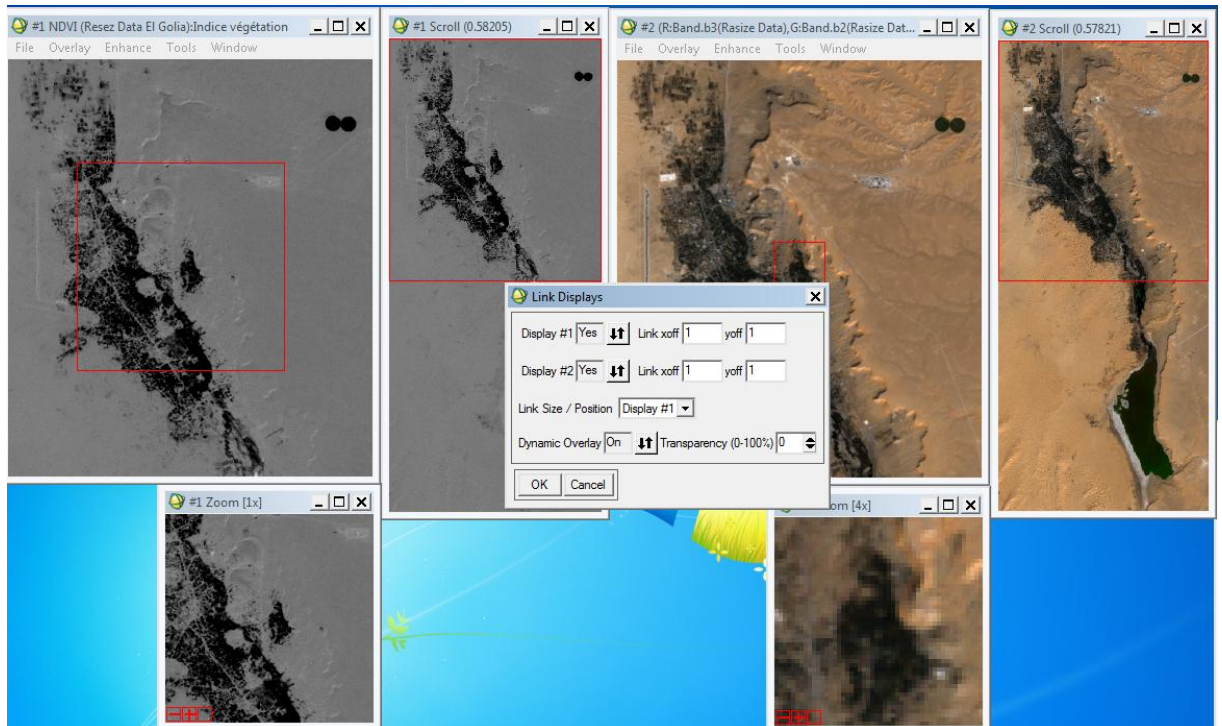 #1 NDVI (Resez Data El Golia):Indice végétation
File Overlay Enhance Tools Window
#1 Scroll (0.58205)
#2 (R:Band.b3(Rasize Data),G:Band.b2(Rasize Dat...
File Overlay Enhance Tools Window
#2 Scroll (0.57821)
Link Displays
Display #1 Yes Link xoff 1 yoff 1
Display #2 Yes Link xoff 1 yoff 1
Link Size / Position Display #1
Dynamic Overlay On Transparency (0-100%) 0
OK Cancel
#1 Zoom [1x]
[4x]